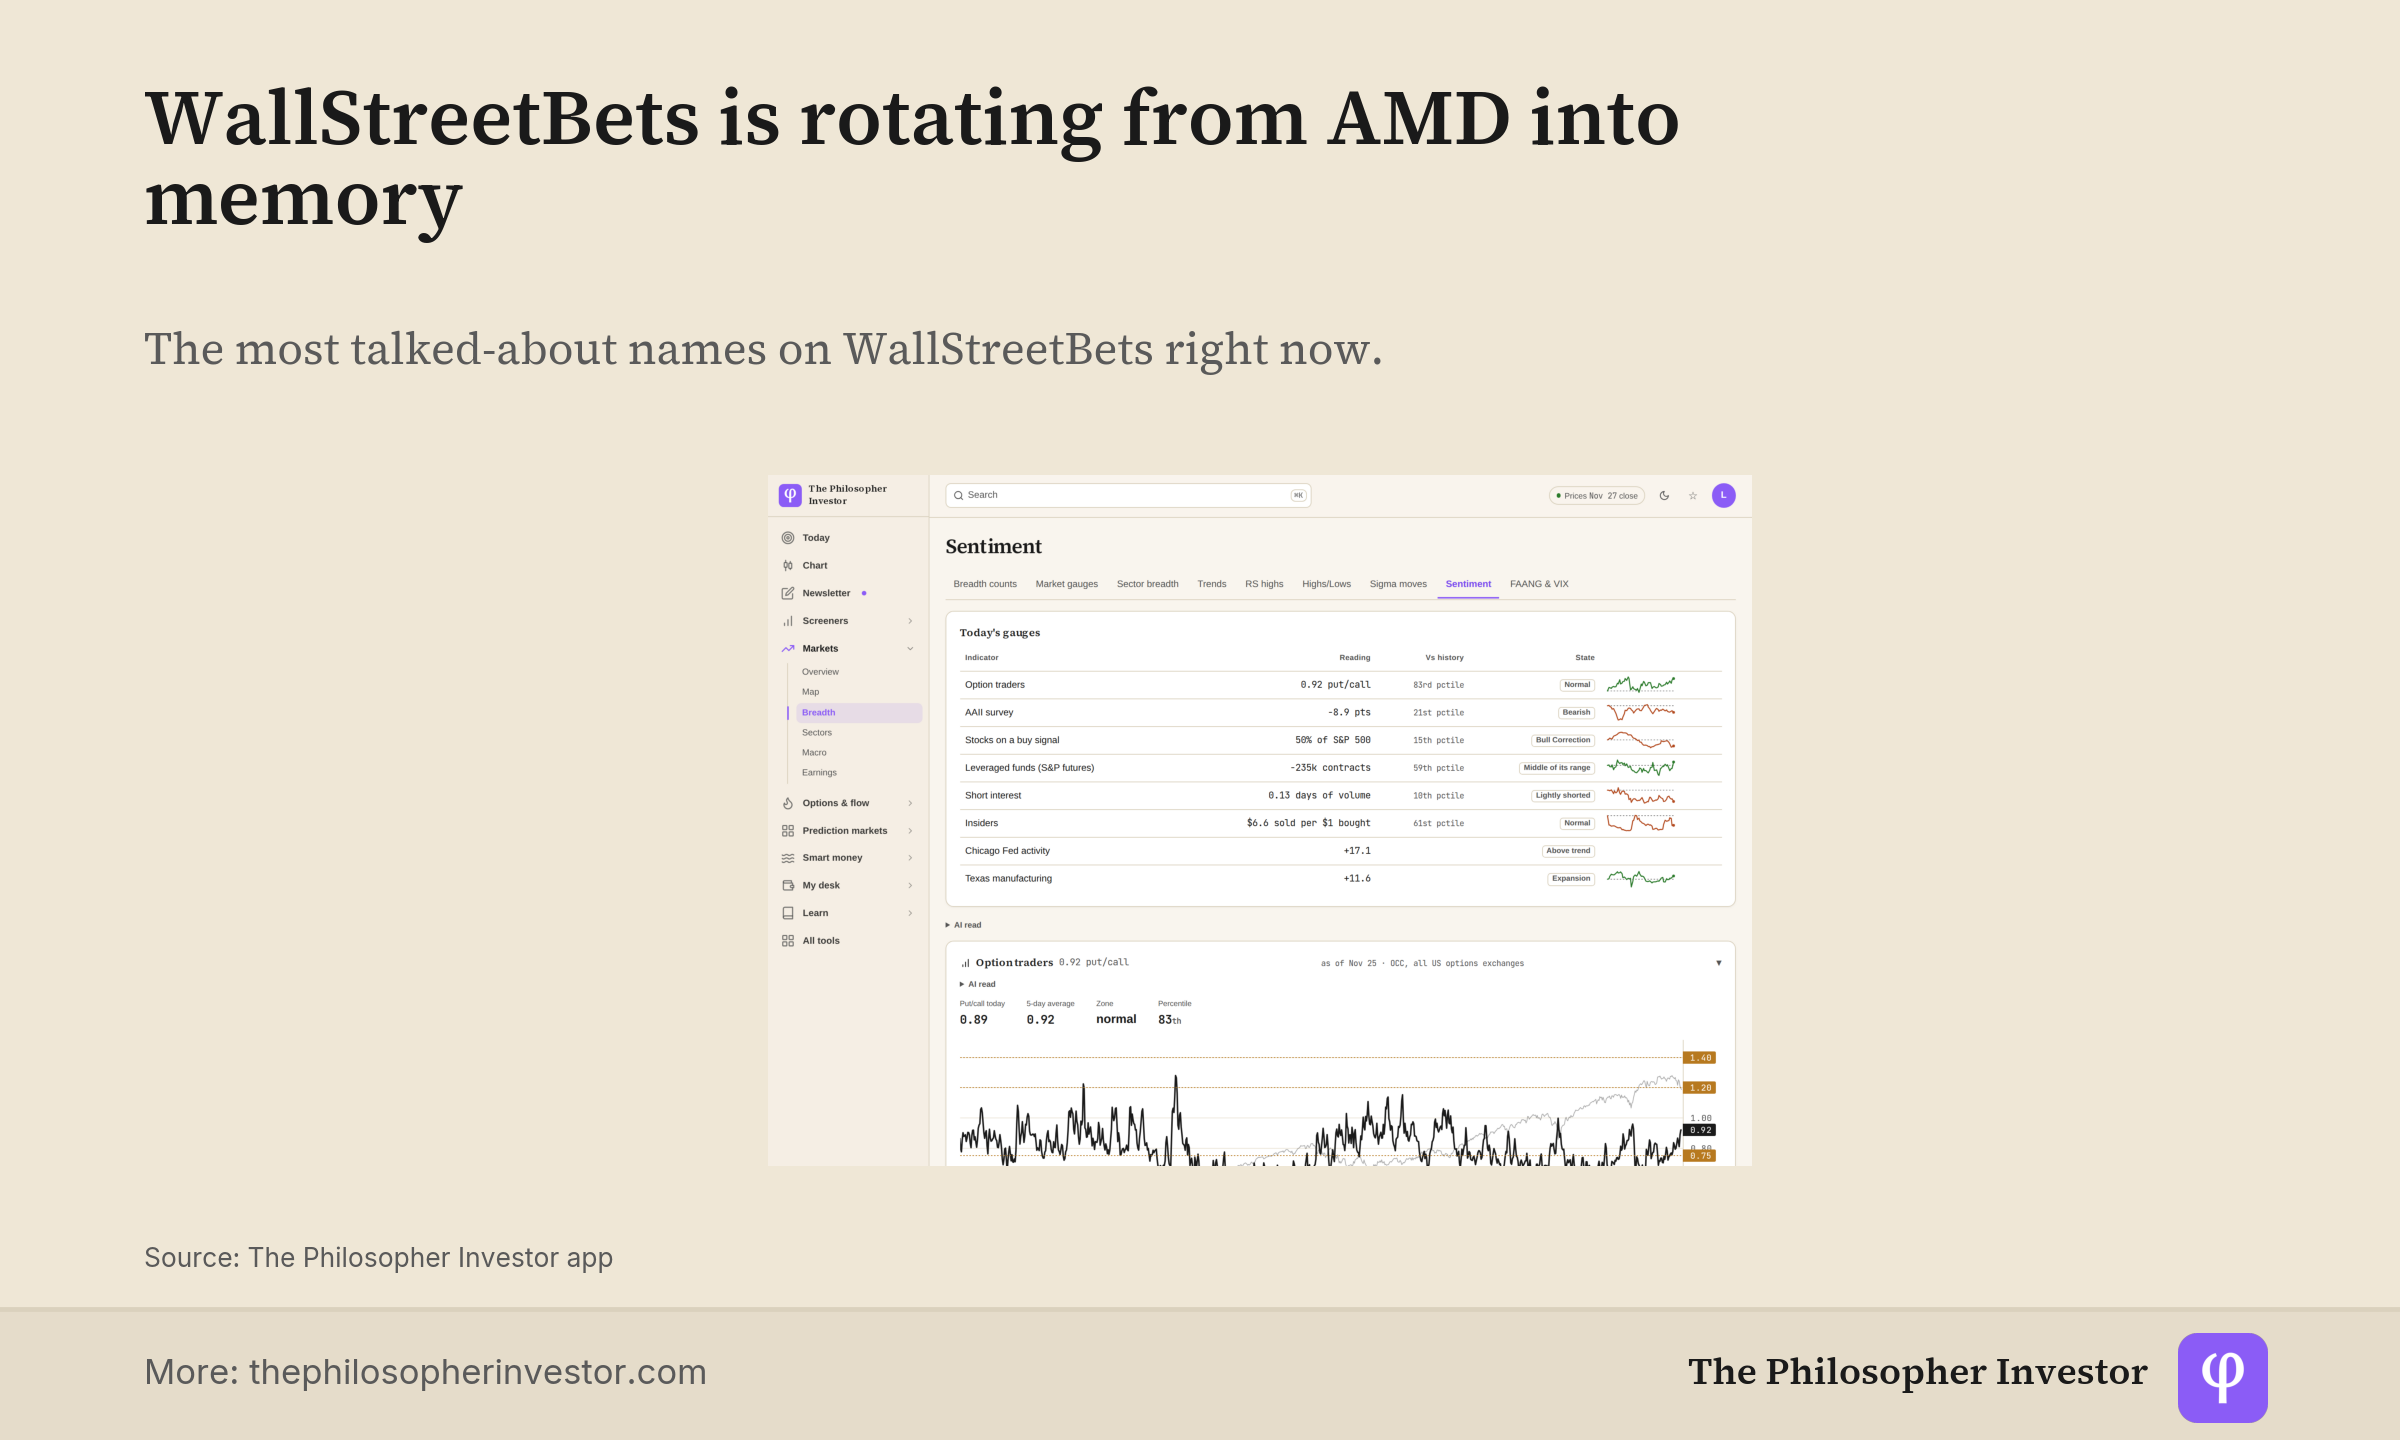 WallStreetBets is rotating from AMD into
memory
The most talked-about names on WallStreetBets right now.
The Philosopher
Investor
Search
⌘K
Prices Nov 27 close
L
Today
Chart
Newsletter
Screeners
Markets
Overview
Map
Breadth
Sectors
Macro
Earnings
Options & flow
Prediction markets
Smart money
My desk
Learn
All tools
Sentiment
Breadth counts Market gauges Sector breadth Trends RS highs Highs/Lows Sigma moves Sentiment FAANG & VIX
Today's gauges
Indicator Reading Vs history State
Option traders 0.92 put/call 83rd pctile Normal
AAII survey -8.9 pts 21st pctile Bearish
Stocks on a buy signal 50% of S&P 500 15th pctile Bull Correction
Leveraged funds (S&P futures) -235k contracts 59th pctile Middle of its range
Short interest 0.13 days of volume 10th pctile Lightly shorted
Insiders $6.6 sold per $1 bought 61st pctile Normal
Chicago Fed activity +17.1 Above trend
Texas manufacturing +11.6 Expansion
AI read
Option traders 0.92 put/call as of Nov 25 · OCC, all US options exchanges
AI read
Put/call today 5-day average Zone Percentile
0.89 0.92 normal 83th
1.40
1.20
1.00
0.92
0.80
0.75
Source: The Philosopher Investor app
More: thephilosopherinvestor.com
The Philosopher Investor
φ